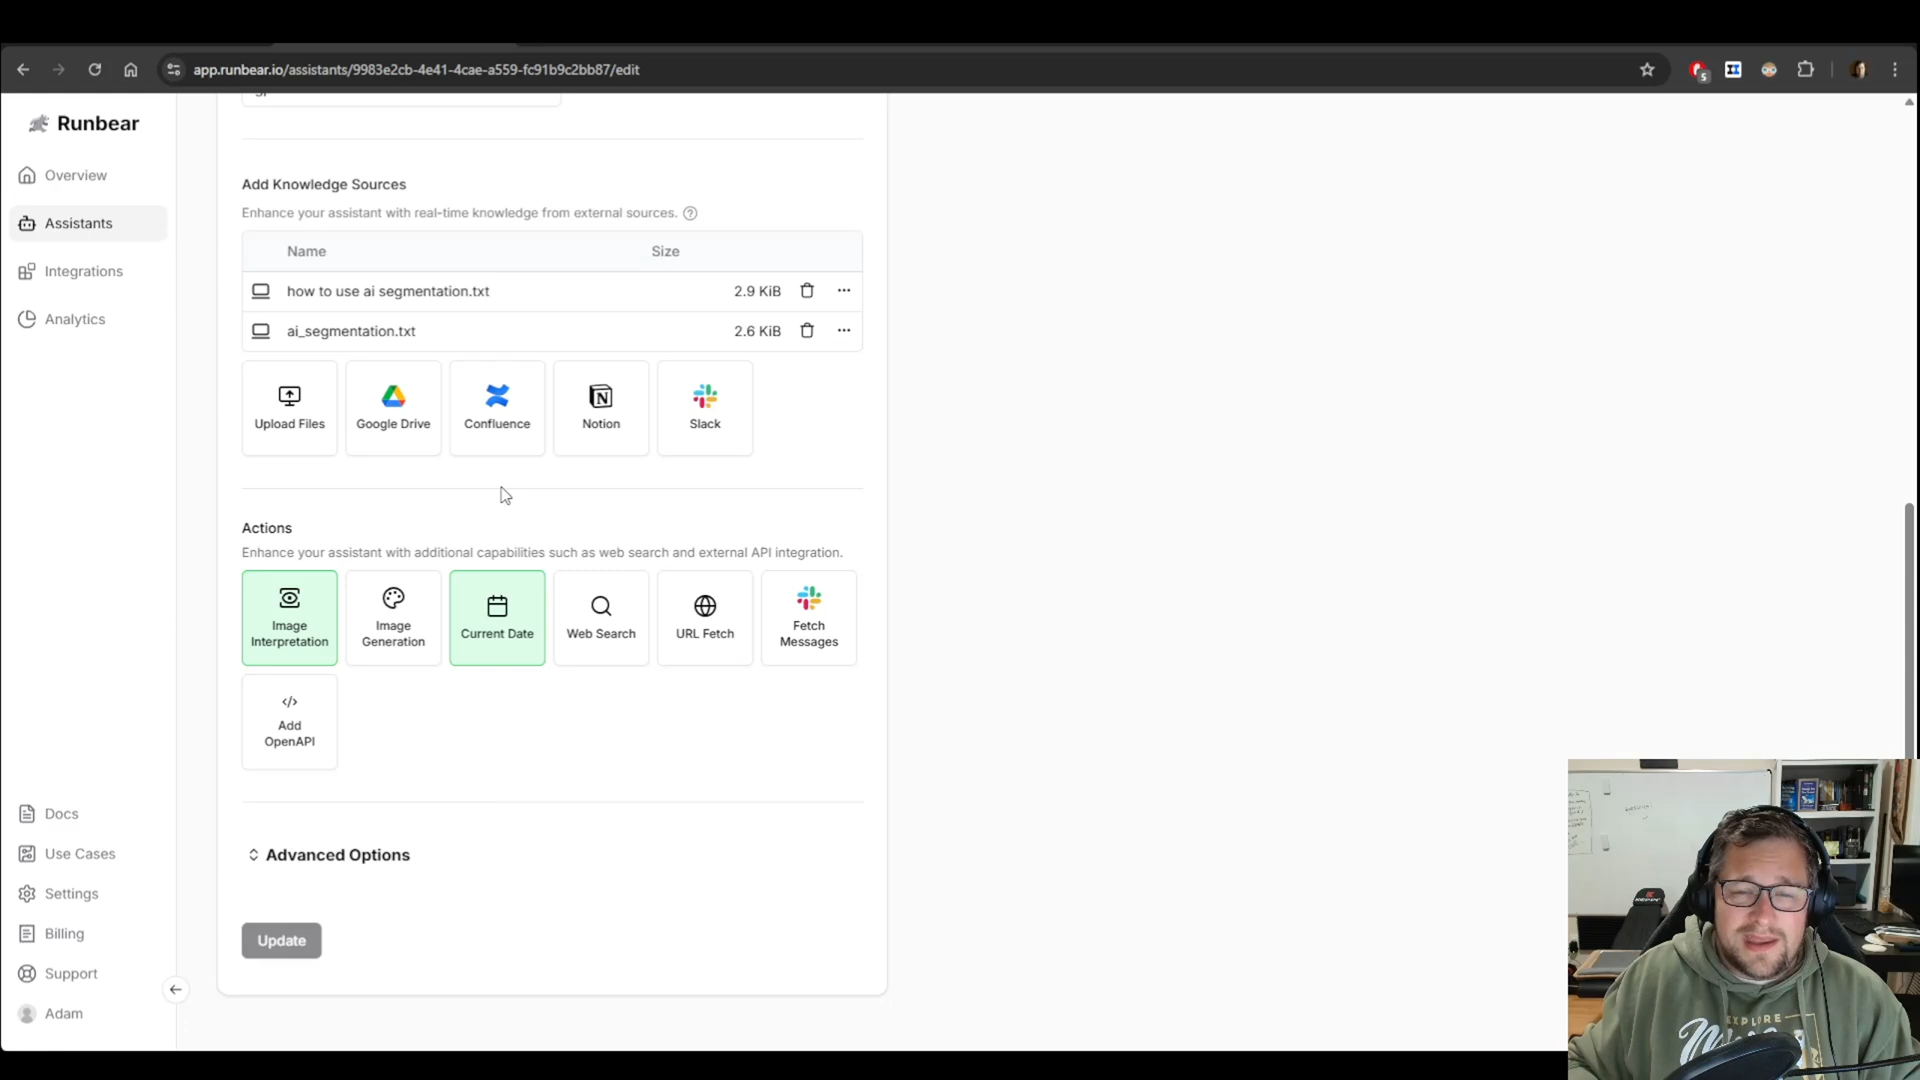 app.runbear.io/assistants/9983e2cb-4e41-4cae-a559-fc91b9c2bb87/edit
5
Runbear
Overview
Assistants
Integrations
Analytics
Docs
Use Cases
Settings
Billing
Support
Adam
Add Knowledge Sources
Enhance your assistant with real-time knowledge from external sources. ?
Name Size
how to use ai segmentation.txt 2.9 KiB
ai_segmentation.txt 2.6 KiB
Upload Files
Google Drive
Confluence
Notion
Slack
Actions
Enhance your assistant with additional capabilities such as web search and external API integration.
Image
Interpretation
Image
Generation
Current Date
Web Search
URL Fetch
Fetch
Messages
</>
Add
OpenAPI
Advanced Options
Update
EXPLORE